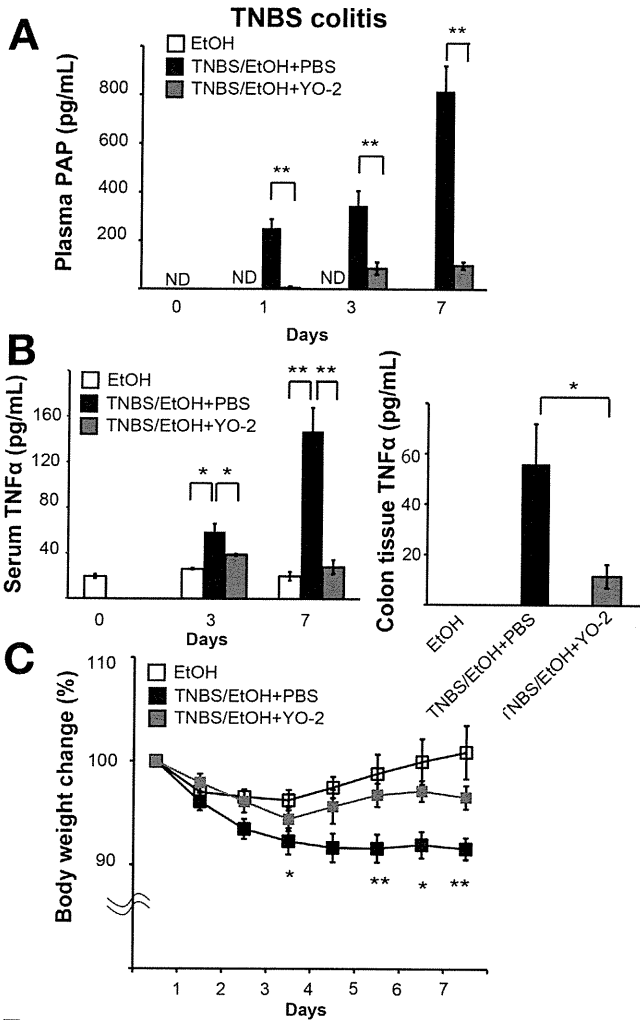 TNBS colitis
A
EtOH
TNBS/EtOH+PBS
TNBS/EtOH+YO-2
Plasma PAP (pg/mL)
800
600
400
200
ND
ND
ND
**
**
**
0 1 3 7
Days
B
EtOH
TNBS/EtOH+PBS
TNBS/EtOH+YO-2
Serum TNFα (pg/mL)
160
120
80
40
* *
** **
0 3 7
Days
Colon tissue TNFα (pg/mL)
60
40
20
*
EtOH
TNBS/EtOH+PBS
TNBS/EtOH+YO-2
C
EtOH
TNBS/EtOH+PBS
TNBS/EtOH+YO-2
Body weight change (%)
110
100
90
* ** * **
1 2 3 4 5 6 7
Days